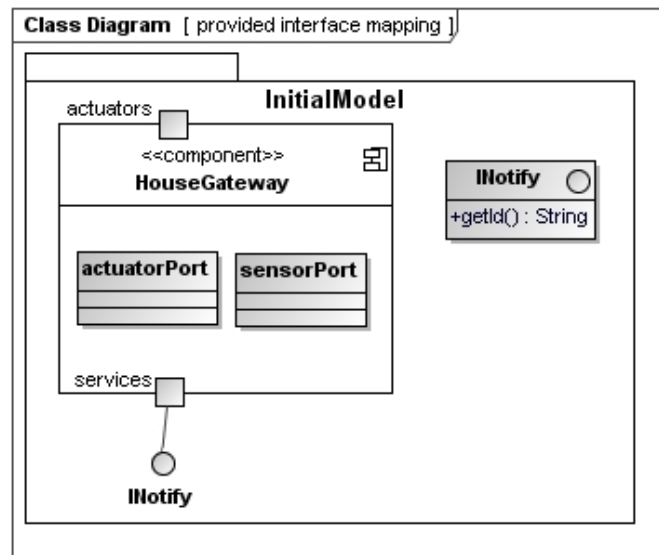 Class Diagram [ provided interface mapping ]
InitialModel
actuators
<<component>>
HouseGateway
INotify
+getId() : String
actuatorPort
sensorPort
services
INotify